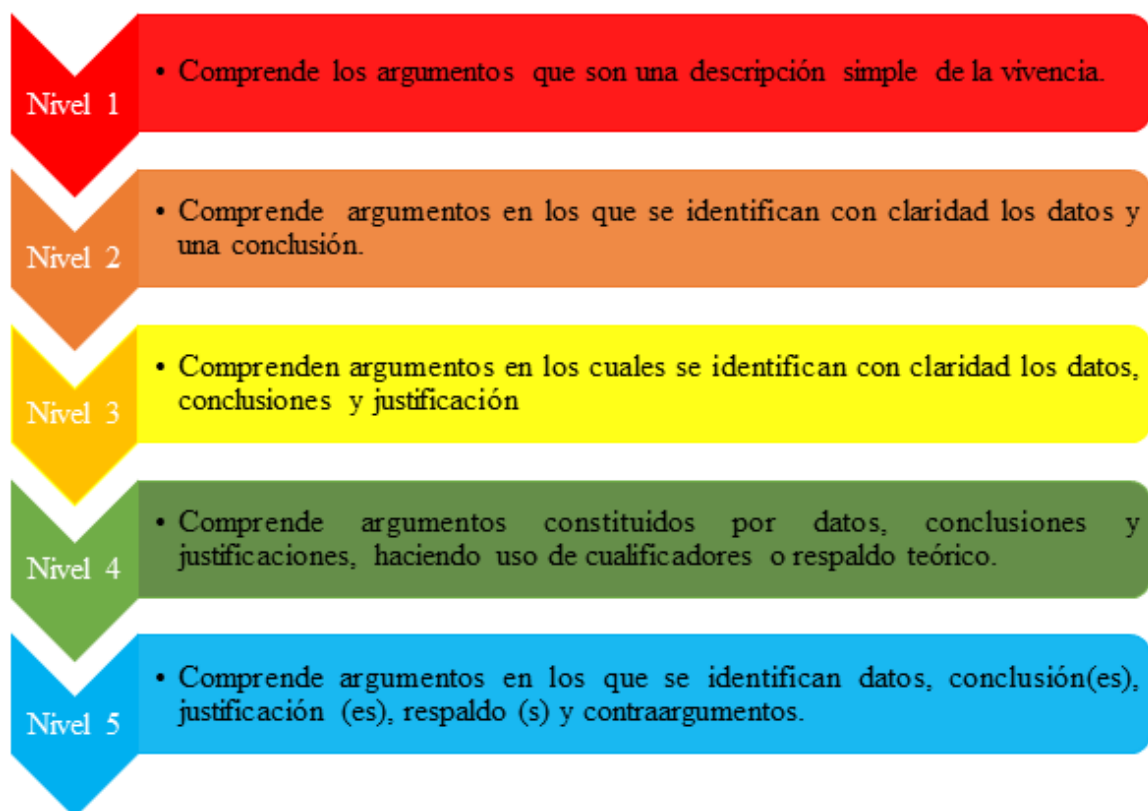 Nivel 1
• Comprende los argumentos que son una descripción simple de la vivencia.
Nivel 2
• Comprende argumentos en los que se identifican con claridad los datos y
una conclusión.
Nivel 3
• Comprenden argumentos en los cuales se identifican con claridad los datos,
conclusiones y justificación
Nivel 4
• Comprende argumentos constituidos por datos, conclusiones y
justificaciones, haciendo uso de cualificadores o respaldo teórico.
Nivel 5
• Comprende argumentos en los que se identifican datos, conclusión(es),
justificación (es), respaldo (s) y contraargumentos.